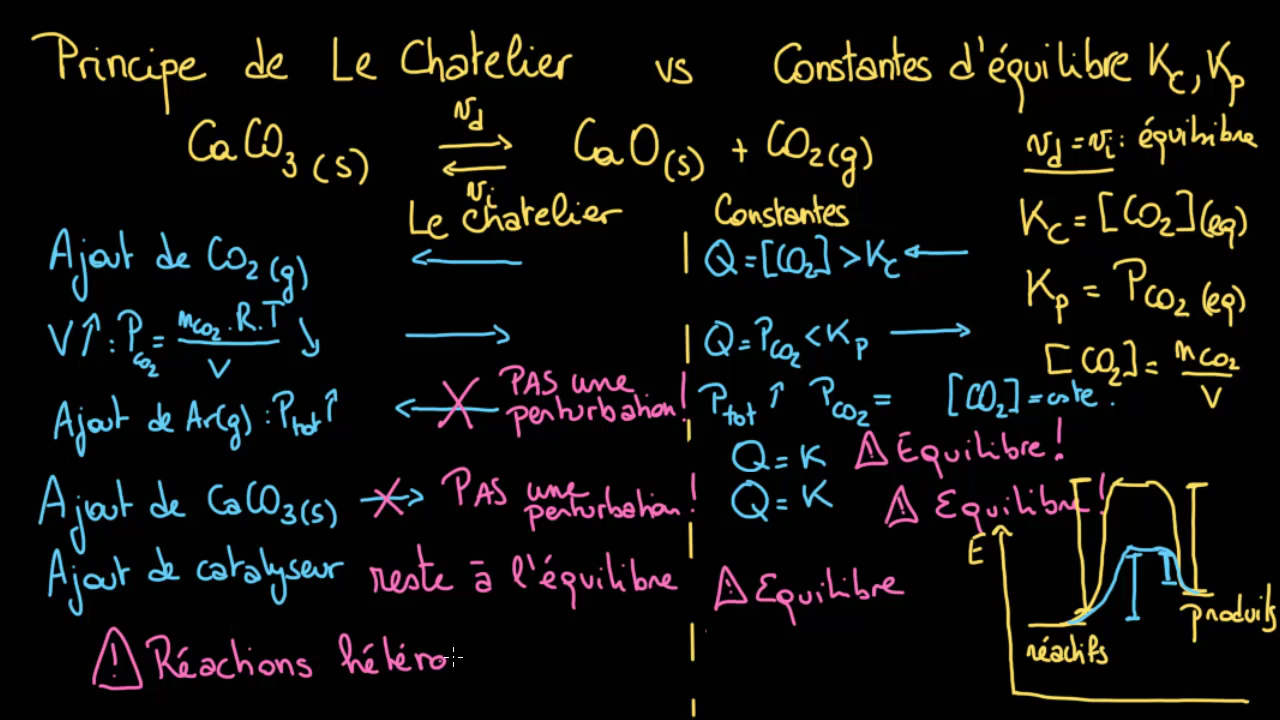 Principe de Le Chatelier vs Constantes d'équilibre Kc, Kp
CaCO3(s) ⇌ CaO(s) + CO2(g)
vd
vi
vd = vi : équilibre
Le Chatelier
Constantes
Kc = [CO2](eq)
Ajout de CO2(g) ← Q = [CO2] > Kc ←
Kp = PCO2(eq)
V↑ : PCO2 = nCO2.R.T / V ↘ → Q = PCO2 < Kp →
[CO2] = nCO2 / V
Ajout de Ar(g) : Ptot ↑ ← PAS une perturbation! Ptot ↑ PCO2 = [CO2] = cste.
Q = K ⚠ Equilibre!
Ajout de CaCO3(s) → PAS une perturbation! Q = K ⚠ Equilibre!
Ajout de catalyseur reste à l'équilibre ⚠ Equilibre
E
réactifs
produits
⚠ Réactions hétéro